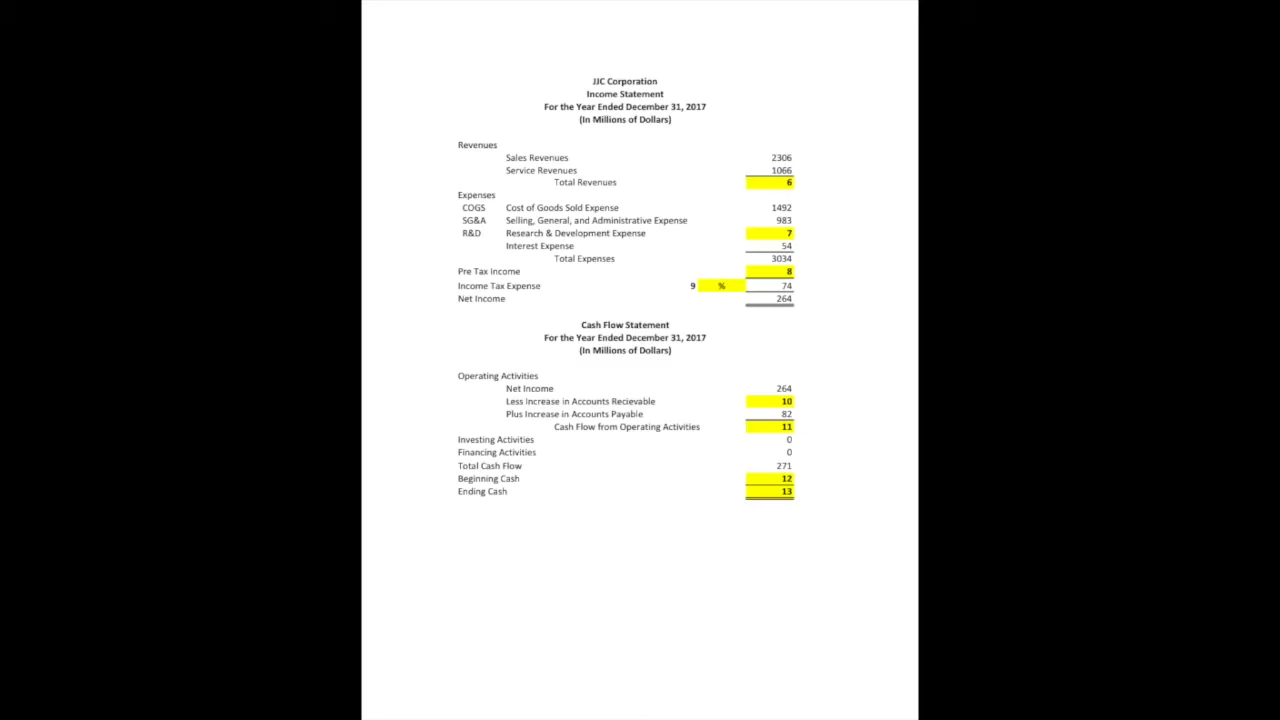 JJC Corporation
Income Statement
For the Year Ended December 31, 2017
(In Millions of Dollars)
Revenues
Sales Revenues 2306
Service Revenues 1066
Total Revenues 6
Expenses
COGS Cost of Goods Sold Expense 1492
SG&A Selling, General, and Administrative Expense 983
R&D Research & Development Expense 7
Interest Expense 54
Total Expenses 3034
Pre Tax Income 8
Income Tax Expense 9 % 74
Net Income 264
Cash Flow Statement
For the Year Ended December 31, 2017
(In Millions of Dollars)
Operating Activities
Net Income 264
Less Increase in Accounts Recievable 10
Plus Increase in Accounts Payable 82
Cash Flow from Operating Activities 11
Investing Activities 0
Financing Activities 0
Total Cash Flow 271
Beginning Cash 12
Ending Cash 13